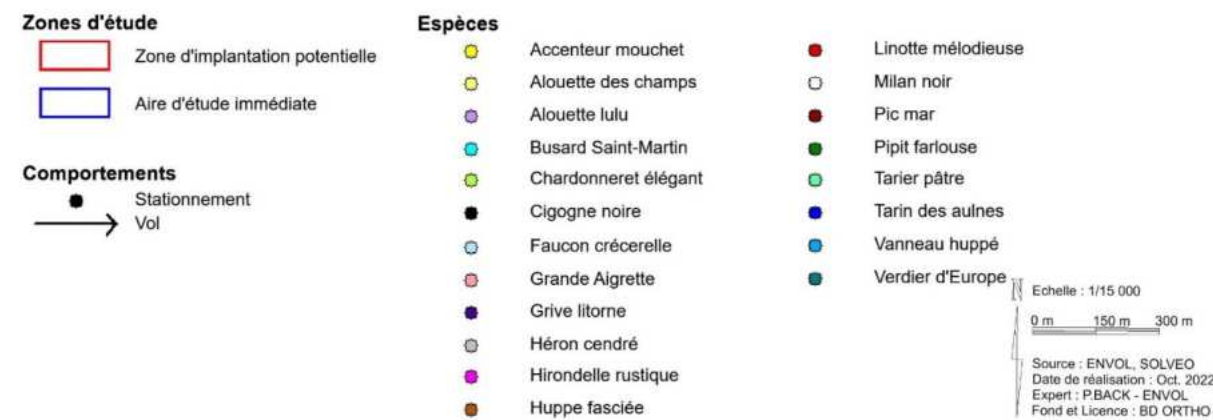 Zones d'étude
Zone d'implantation potentielle
Aire d'étude immédiate
Comportements
Stationnement
Vol
Espèces
Accenteur mouchet
Alouette des champs
Alouette lulu
Busard Saint-Martin
Chardonneret élégant
Cigogne noire
Faucon crécerelle
Grande Aigrette
Grive litorne
Héron cendré
Hirondelle rustique
Huppe fasciée
Linotte mélodieuse
Milan noir
Pic mar
Pipit farlouse
Tarier pâtre
Tarin des aulnes
Vanneau huppé
Verdier d'Europe
Echelle : 1/15 000
0 m 150 m 300 m
Source : ENVOL, SOLVEO
Date de réalisation : Oct. 2022
Expert : P.BACK - ENVOL
Fond et Licence : BD ORTHO